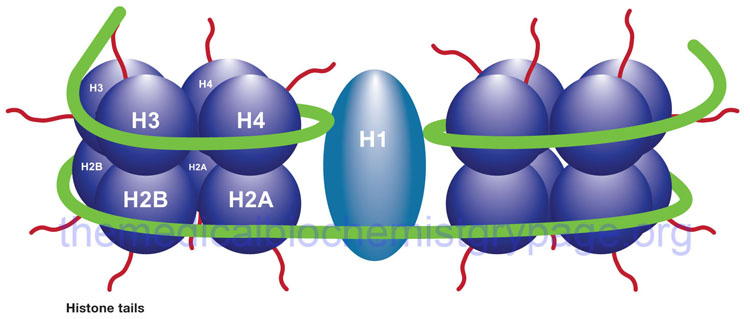 H3 H4
H3 H4 H1
H2B H2A
H2B H2A
themedicalbiochemistrypage.org
Histone tails